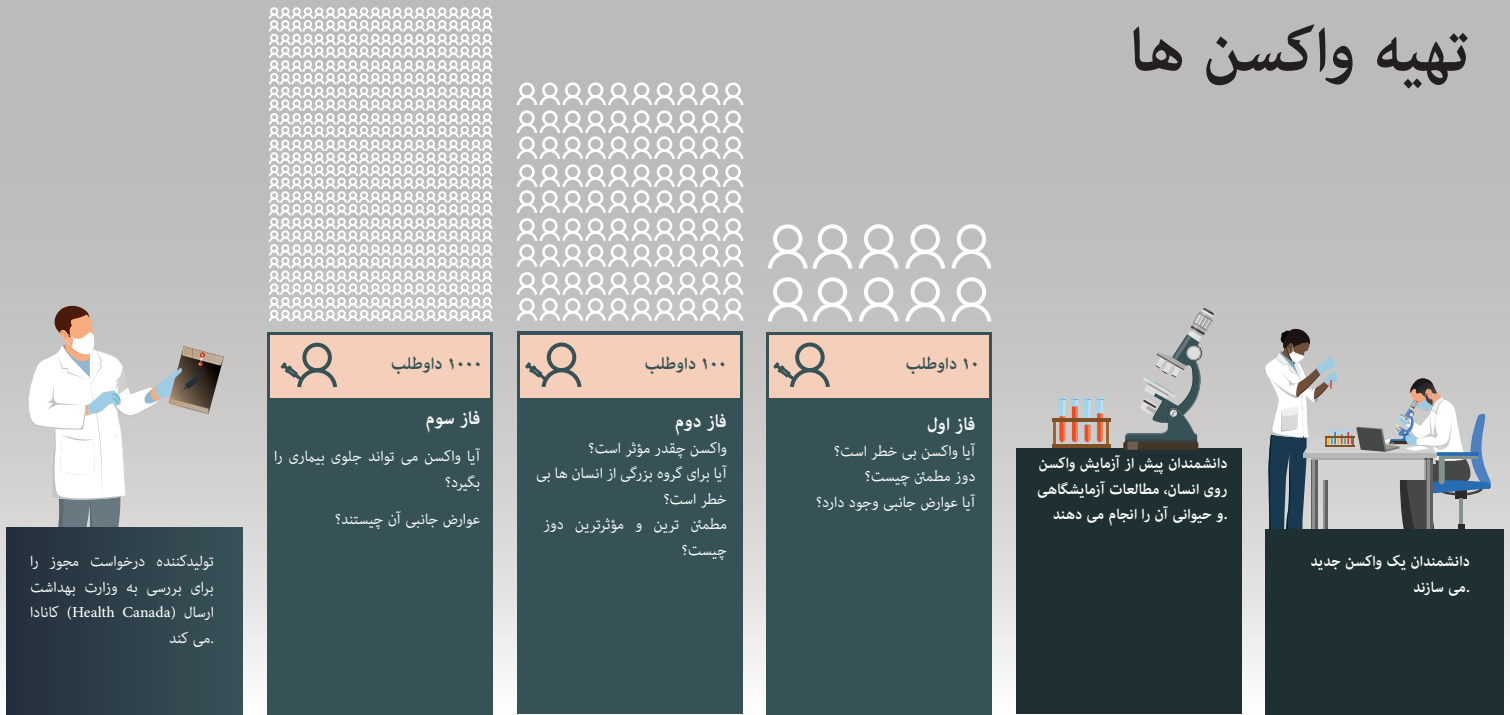 تهیه واکسن ها
دانشمندان یک واکسن جدید
می سازند.
دانشمندان پیش از آزمایش واکسن
روی انسان، مطالعات آزمایشگاهی
و حیوانی آن را انجام می دهند.
۱۰ داوطلب
فاز اول
آیا واکسن بی خطر است؟
دوز مطمئن چیست؟
آیا عوارض جانبی وجود دارد؟
۱۰۰ داوطلب
فاز دوم
واکسن چقدر مؤثر است؟
آیا برای گروه بزرگی از انسان ها بی
خطر است؟
مطمئن ترین و مؤثرترین دوز
چیست؟
۱۰۰۰ داوطلب
فاز سوم
آیا واکسن می تواند جلوی بیماری را
بگیرد؟
عوارض جانبی آن چیستند؟
تولیدکننده درخواست مجوز را
برای بررسی به وزارت بهداشت
کانادا (Health Canada) ارسال
می کند.